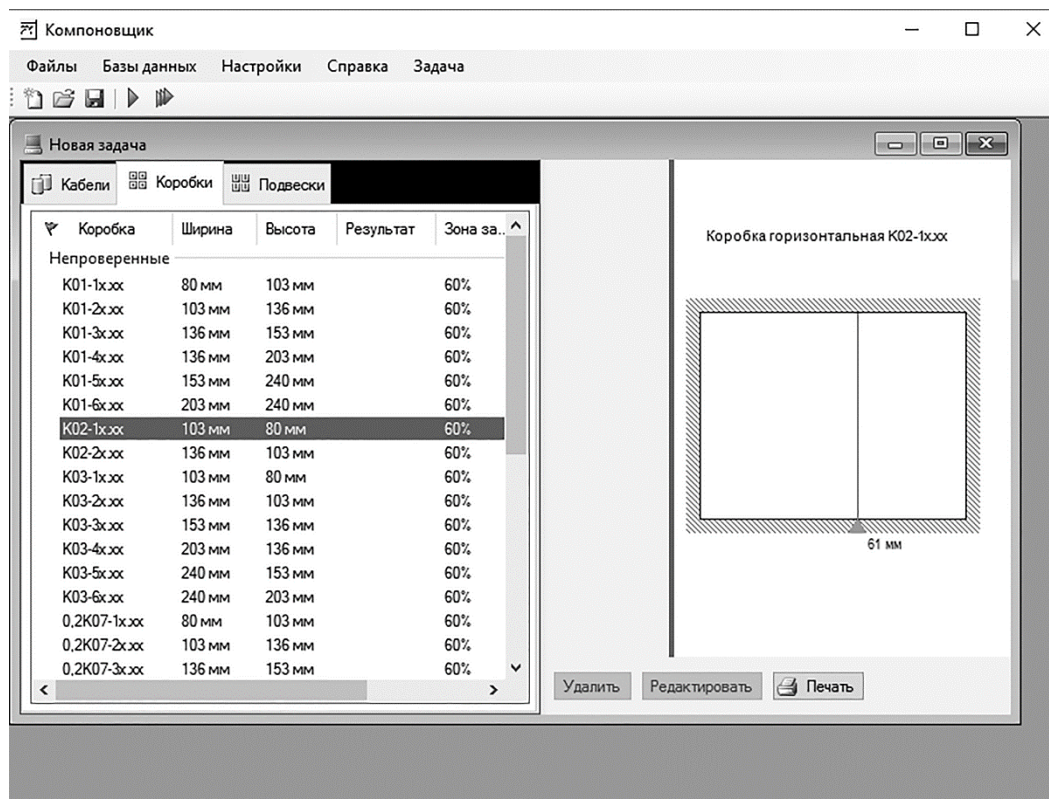 Компоновщик
Файлы Базы данных Настройки Справка Задача
Новая задача
Кабели Коробки Подвески
Коробка Ширина Высота Результат Зона за..
Непроверенные
К01-1х.хх 80 мм 103 мм 60%
К01-2х.хх 103 мм 136 мм 60%
К01-3х.хх 136 мм 153 мм 60%
К01-4х.хх 136 мм 203 мм 60%
К01-5х.хх 153 мм 240 мм 60%
К01-6х.хх 203 мм 240 мм 60%
К02-1х.хх 103 мм 80 мм 60%
К02-2х.хх 136 мм 103 мм 60%
К03-1х.хх 103 мм 80 мм 60%
К03-2х.хх 136 мм 103 мм 60%
К03-3х.хх 153 мм 136 мм 60%
К03-4х.хх 203 мм 136 мм 60%
К03-5х.хх 240 мм 153 мм 60%
К03-6х.хх 240 мм 203 мм 60%
0,2К07-1х.хх 80 мм 103 мм 60%
0,2К07-2х.хх 103 мм 136 мм 60%
0,2К07-3х.хх 136 мм 153 мм 60%
Коробка горизонтальная К02-1х.хх
61 мм
Удалить Редактировать Печать